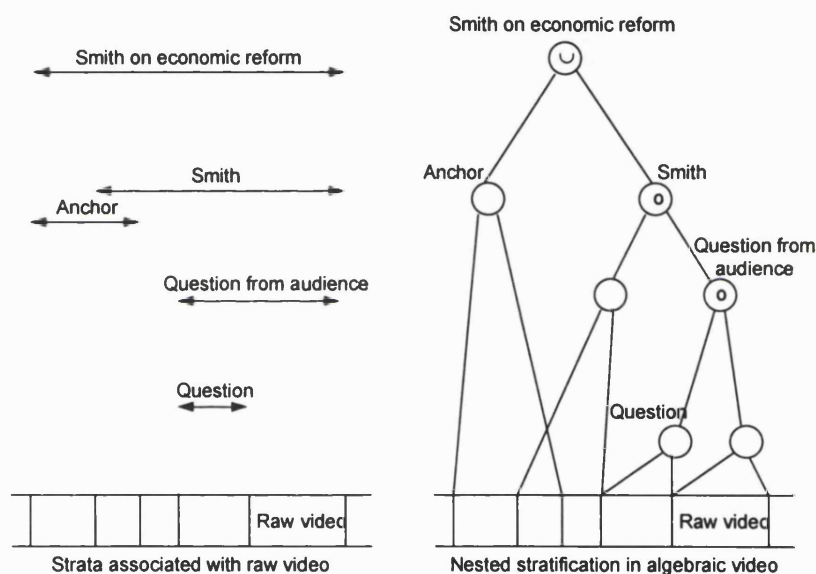 Smith on economic reform
Smith
Anchor
Question from audience
Question
Raw video
Strata associated with raw video
Smith on economic reform
Anchor
Smith
Question from
audience
Question
Raw video
Nested stratification in algebraic video